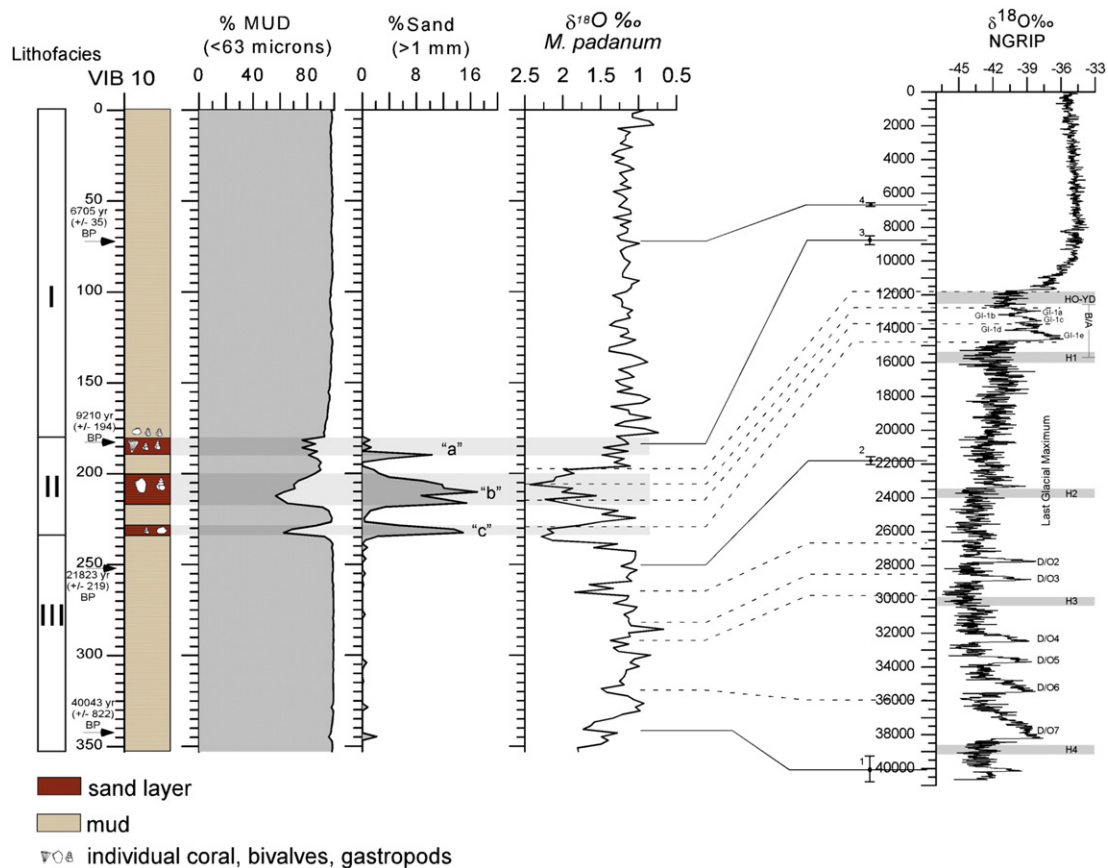 Lithofacies
VIB 10
% MUD
(<63 microns)
%Sand
(>1 mm)
δ¹⁸O ‰
M. padanum
δ¹⁸O‰
NGRIP
0 40 80
0 8 16
2.5 2 1.5 1 0.5
-45 -42 -39 -36 -33
0
50
100
150
200
250
300
350
I
II
III
6705 yr
(+/- 35)
BP
9210 yr
(+/- 194)
BP
21823 yr
(+/- 219)
BP
40043 yr
(+/- 822)
BP
"a"
"b"
"c"
4
3
2
1
0
2000
4000
6000
8000
10000
12000
14000
16000
18000
20000
22000
24000
26000
28000
30000
32000
34000
36000
38000
40000
HO-YD
GI-1a
GI-1b
GI-1c
GI-1d
GI-1e
B/A
H1
Last Glacial Maximum
H2
D/O2
D/O3
H3
D/O4
D/O5
D/O6
D/O7
H4
sand layer
mud
individual coral, bivalves, gastropods